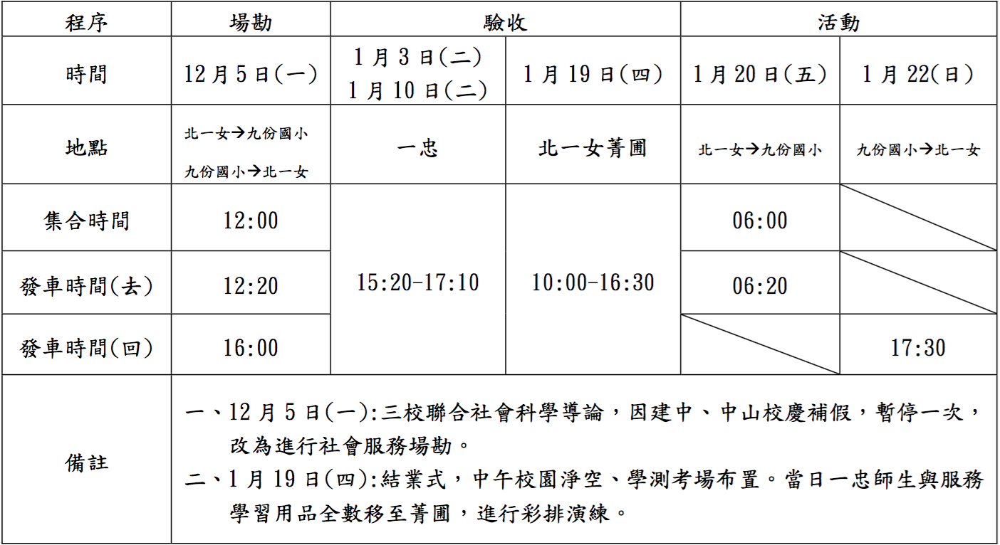 程序 場勘 驗收 活動
時間 12月5日(一) 1月3日(二) 1月10日(二) 1月19日(四) 1月20日(五) 1月22(日)
地點 北一女→九份國小 九份國小→北一女 一忠 北一女菁圃 北一女→九份國小 九份國小→北一女
集合時間 12:00 06:00
發車時間(去) 12:20 15:20-17:10 10:00-16:30 06:20
發車時間(回) 16:00 17:30
備註
一、12月5日(一):三校聯合社會科學導論，因建中、中山校慶補假，暫停一次，
改為進行社會服務場勘。
二、1月19日(四):結業式，中午校園淨空、學測考場布置。當日一忠師生與服務
學習用品全數移至菁圃，進行彩排演練。